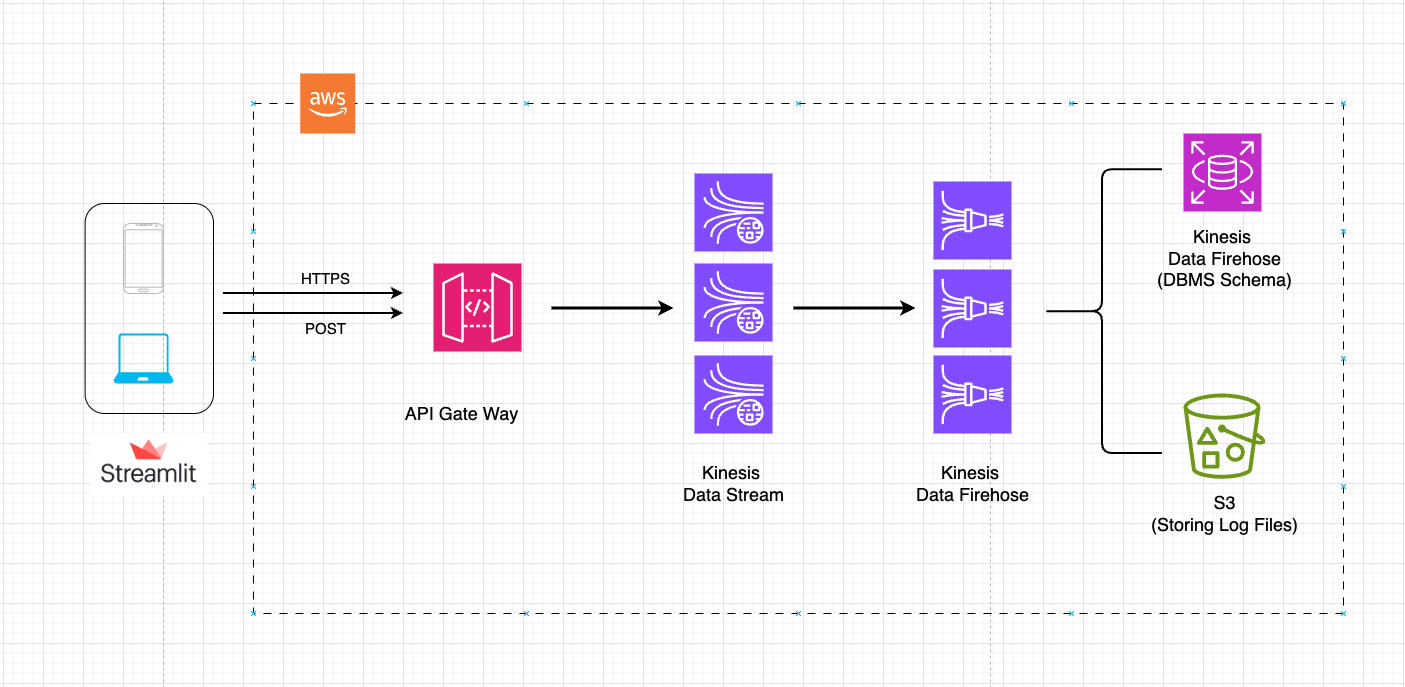 aws
HTTPS
POST
API Gate Way
Streamlit
Kinesis
Data Stream
Kinesis
Data Firehose
Kinesis
Data Firehose
(DBMS Schema)
S3
(Storing Log Files)